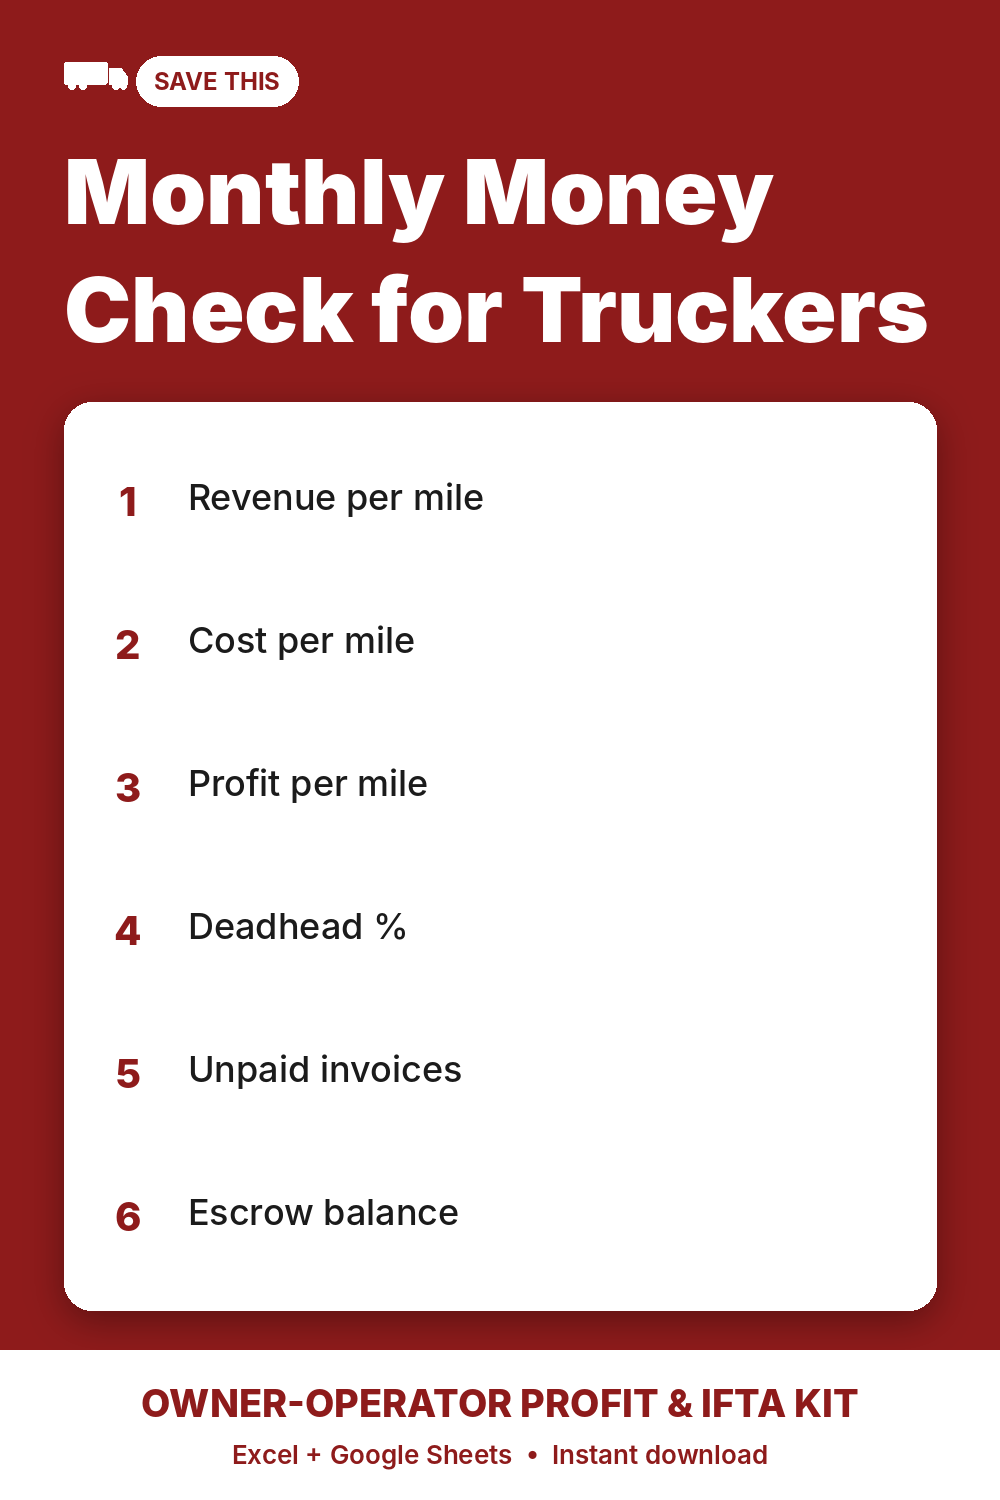 SAVE THIS
Monthly Money
Check for Truckers
1 Revenue per mile
2 Cost per mile
3 Profit per mile
4 Deadhead %
5 Unpaid invoices
6 Escrow balance
OWNER-OPERATOR PROFIT & IFTA KIT
Excel + Google Sheets • Instant download